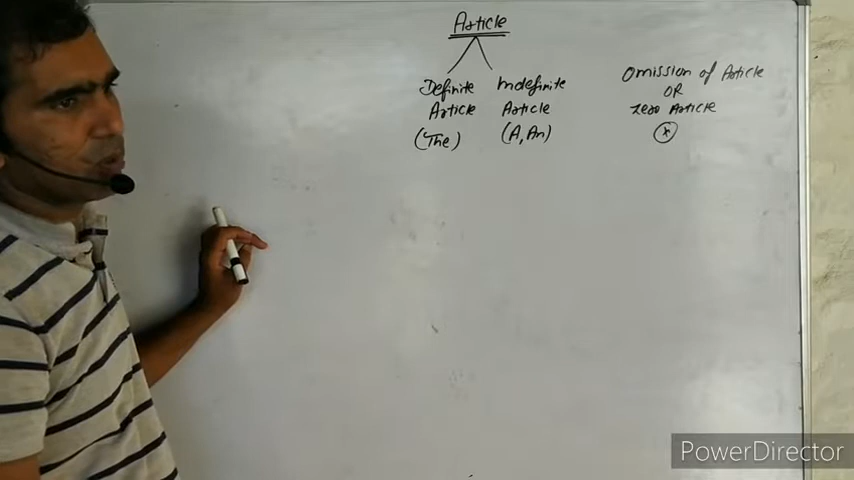 Article
Definite
Article
(The)
Indefinite
Article
(A, An)
Omission of Article
OR
Zero Article
(×)
PowerDirector